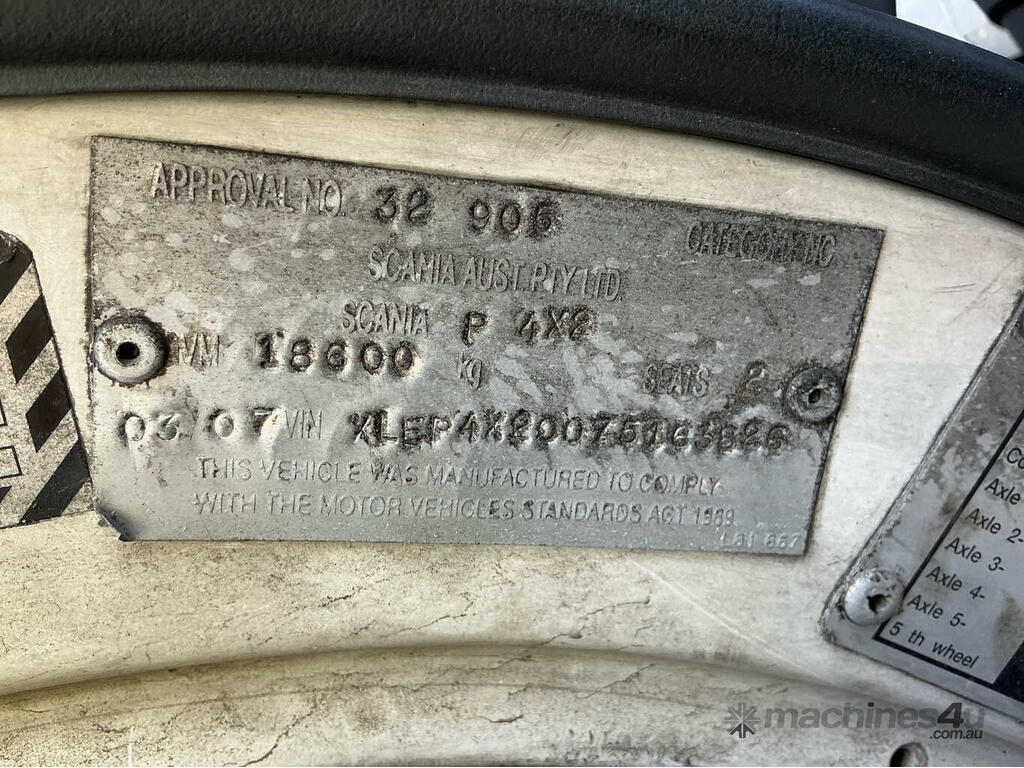 APPROVAL NO. 32 905
CATEGORY NC
SCANIA AUST. PTY LTD.
SCANIA P 4X2
GVM 18600 kg SEATS 2
03/07 VIN XLEP4X20075163626
THIS VEHICLE WAS MANUFACTURED TO COMPLY
WITH THE MOTOR VEHICLES STANDARDS ACT 1989
Axle
Axle 2-
Axle 3-
Axle 4-
Axle 5-
5 th wheel
machines4u
.com.au